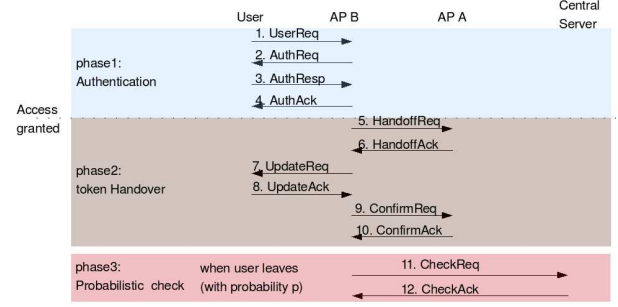 User AP B AP A Central
Server
1. UserReq
2. AuthReq
phase1:
Authentication
3. AuthResp
4. AuthAck
Access
granted
5. HandoffReq
6. HandoffAck
phase2:
token Handover
7. UpdateReq
8. UpdateAck
9. ConfirmReq
10. ConfirmAck
phase3: when user leaves 11. CheckReq
Probabilistic check (with probability p) 12. CheckAck